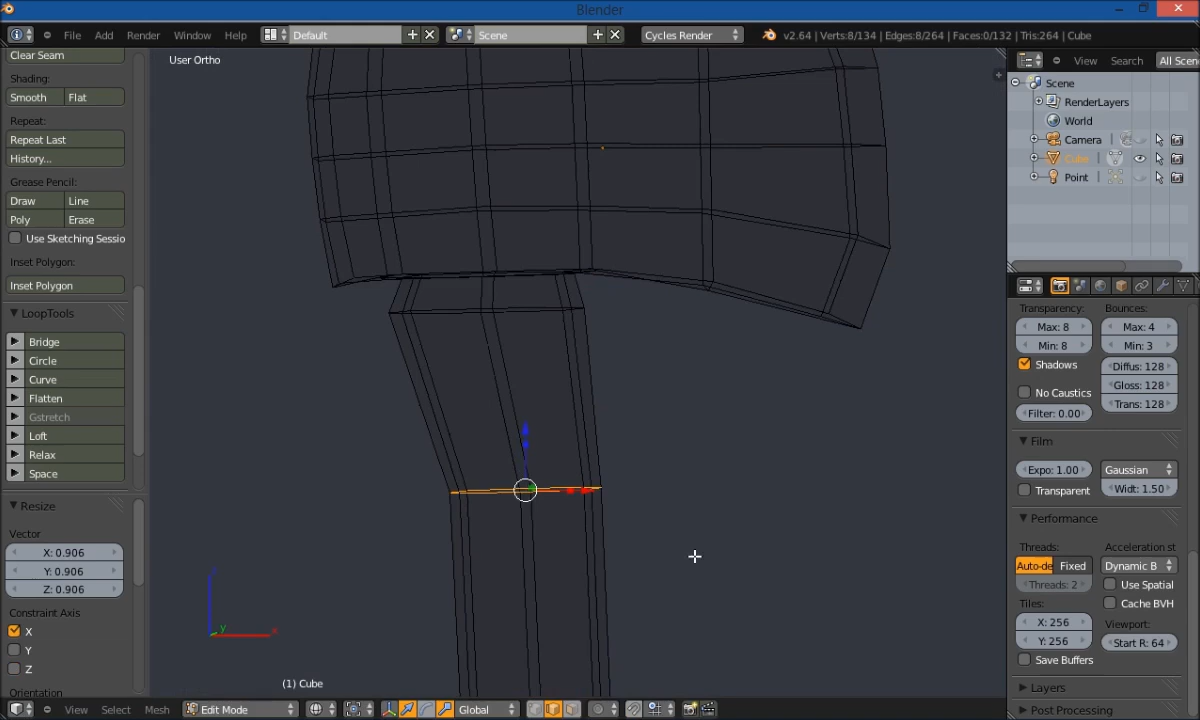 Blender
File Add Render Window Help Default Scene Cycles Render v2.64 | Verts:8/134 | Edges:8/264 | Faces:0/132 | Tris:264 | Cube
Clear Seam
Shading:
Smooth Flat
Repeat:
Repeat Last
History...
Grease Pencil:
Draw Line
Poly Erase
Use Sketching Sessio
Inset Polygon:
Inset Polygon
LoopTools
Bridge
Circle
Curve
Flatten
Gstretch
Loft
Relax
Space
Resize
Vector
X: 0.906
Y: 0.906
Z: 0.906
Constraint Axis
X
Y
Z
Orientation
User Ortho
z
y x
(1) Cube
View Select Mesh Edit Mode Global
View Search All Scen
Scene
RenderLayers
World
Camera
Cube
Point
Transparency: Bounces:
Max: 8 Max: 4
Min: 8 Min: 3
Shadows Diffus: 128
No Caustics Gloss: 128
Filter: 0.00 Trans: 128
Film
Expo: 1.00 Gaussian
Transparent Widt: 1.50
Performance
Threads: Acceleration st
Auto-de Fixed Dynamic B
Threads: 2 Use Spatial
Tiles: Cache BVH
X: 256 Viewport:
Y: 256 Start R: 64
Save Buffers
Layers
Post Processing